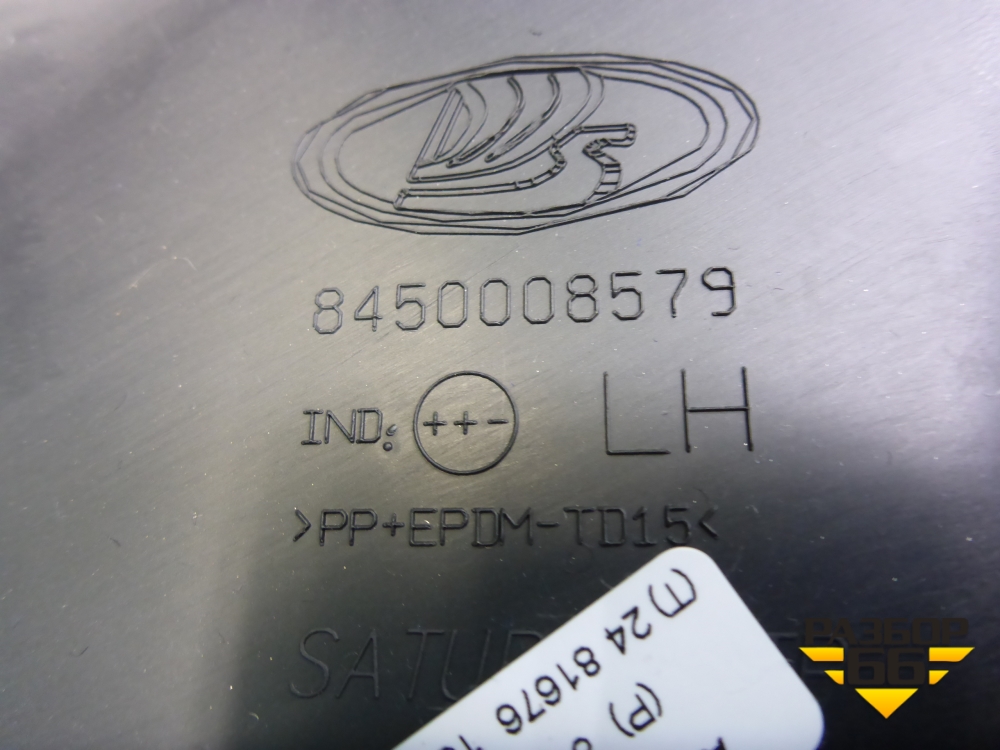 8450008579
IND: ++- LH
>PP+EPDM-TD15<
(T) 24 81676
(P)
РАЗБОР
66